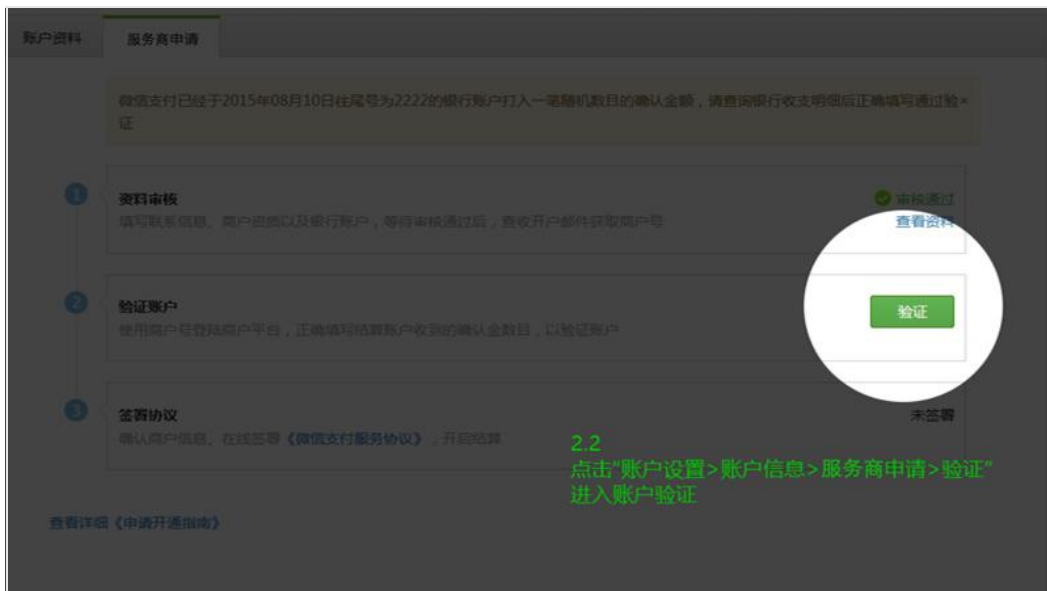 账户资料
服务商申请
微信支付已经于2015年08月10日往尾号为2222的银行账户打入一笔随机数目的确认金额，请查询银行收支明细后正确填写通过验×
证
1
资料审核
审核通过
填写联系信息、商户资质以及银行账户，等待审核通过后，查收开户邮件获取商户号
查看资料
2
验证账户
验证
使用商户号登陆商户平台，正确填写结算账户收到的确认金数目，以验证账户
3
签署协议
未签署
确认商户信息、在线签署《微信支付服务协议》，开启结算
2.2
点击"账户设置>账户信息>服务商申请>验证"
进入账户验证
查看详细《申请开通指南》